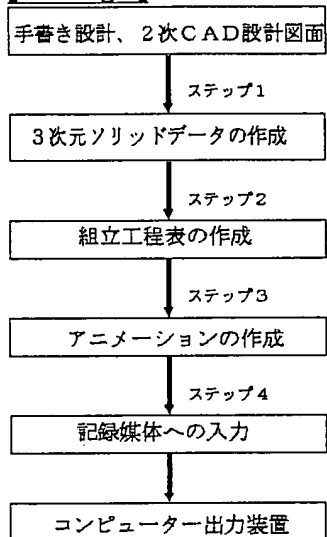 手書き設計、2次CAD設計図面
ステップ1
3次元ソリッドデータの作成
ステップ2
組立工程表の作成
ステップ3
アニメーションの作成
ステップ4
記録媒体への入力
コンピューター出力装置